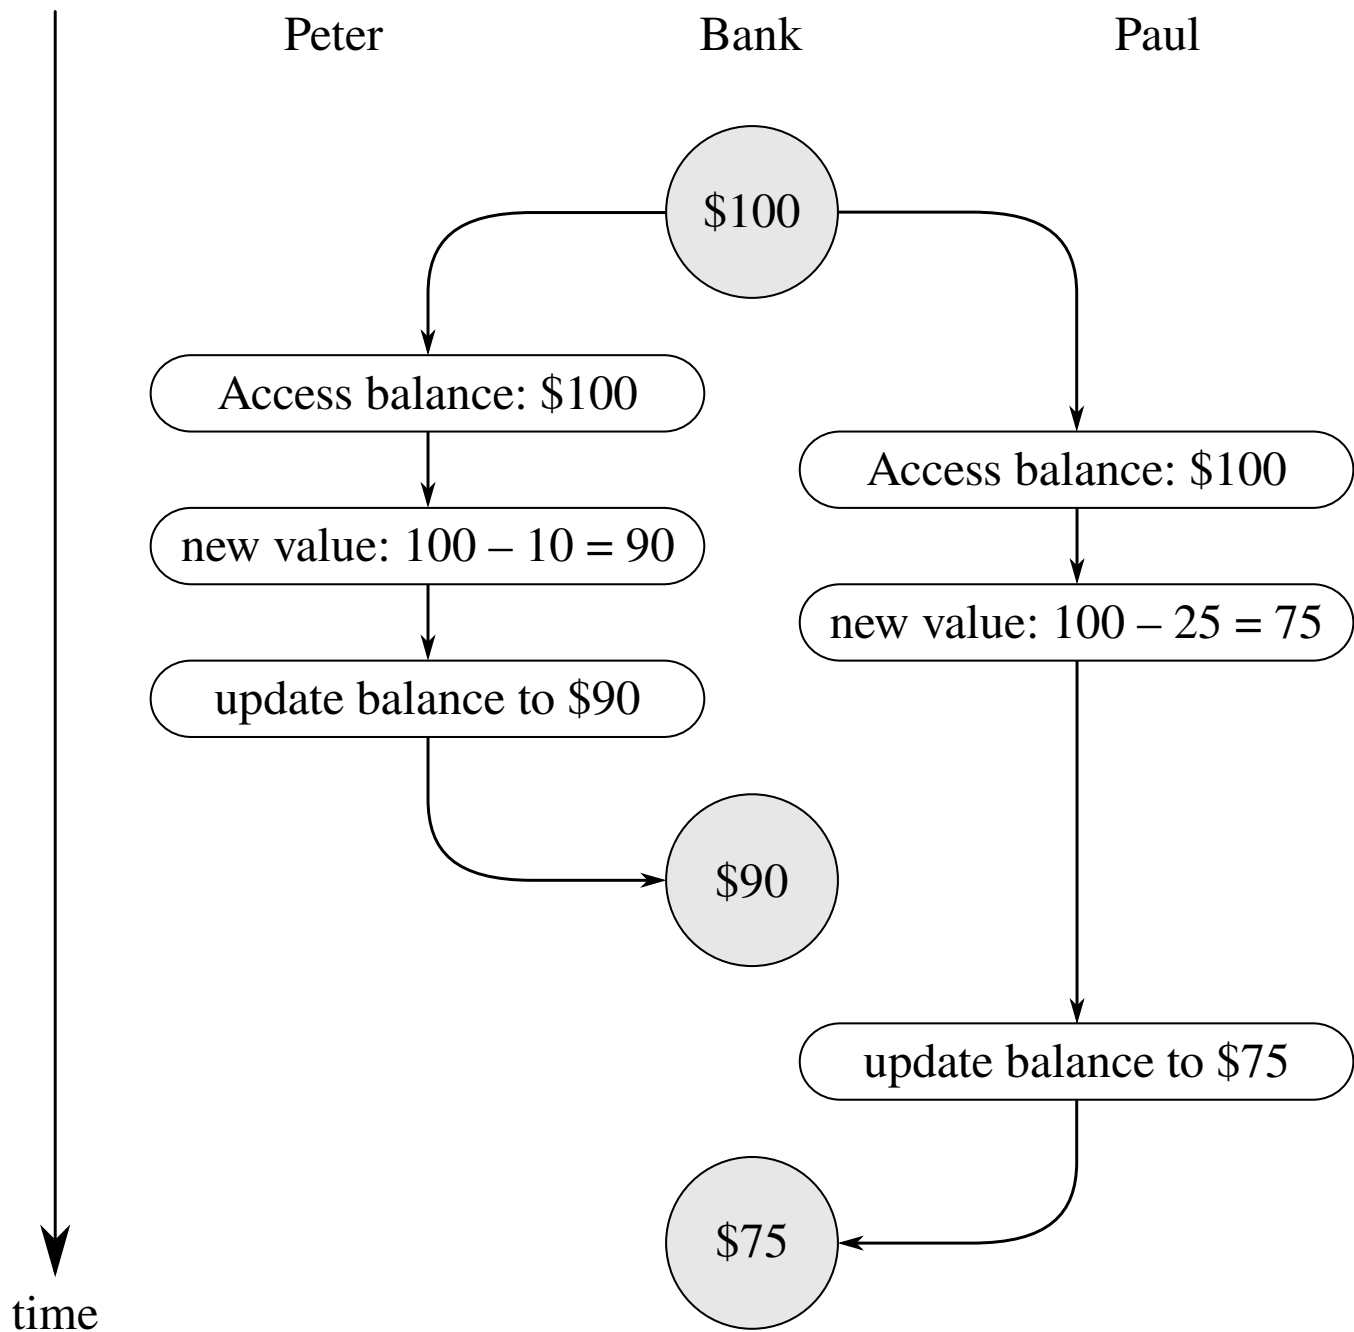 Peter
Bank
Paul
$100
Access balance: $100
Access balance: $100
new value: 100 – 10 = 90
new value: 100 – 25 = 75
update balance to $90
$90
update balance to $75
$75
time